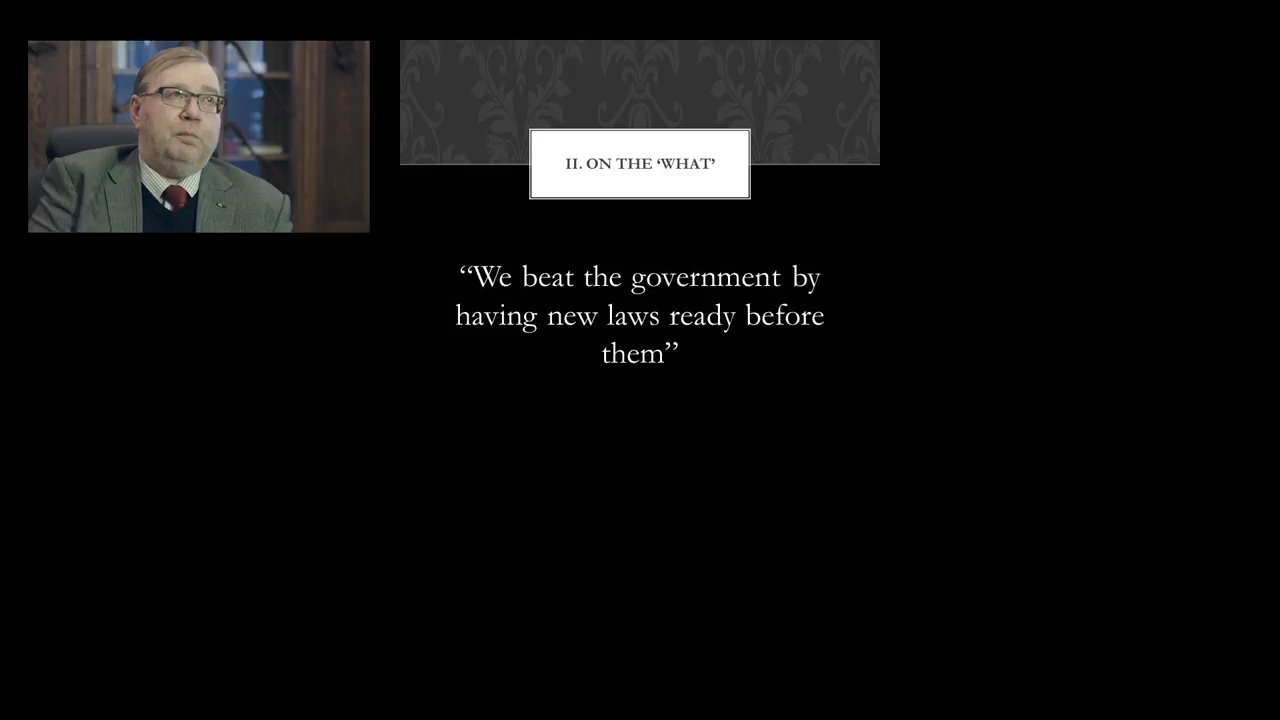 II. ON THE ‘WHAT’
“We beat the government by
having new laws ready before
them”